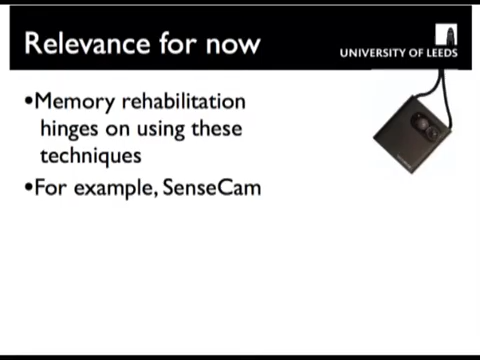 Relevance for now
UNIVERSITY OF LEEDS
•Memory rehabilitation
hinges on using these
techniques
•For example, SenseCam